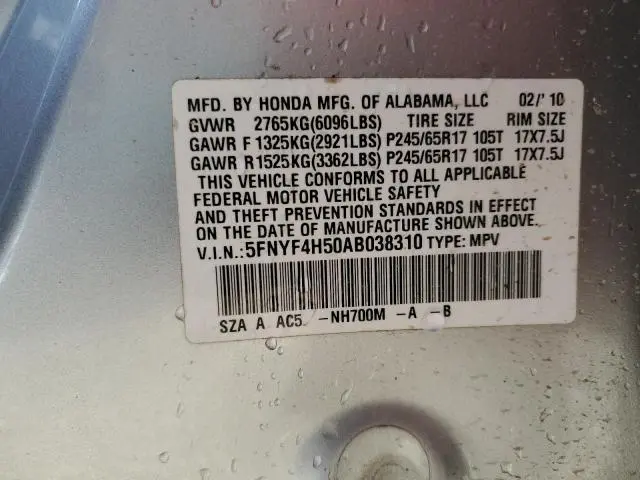 MFD. BY HONDA MFG. OF ALABAMA, LLC 02/'10
GVWR 2765KG(6096LBS) TIRE SIZE RIM SIZE
GAWR F 1325KG(2921LBS) P245/65R17 105T 17X7.5J
GAWR R 1525KG(3362LBS) P245/65R17 105T 17X7.5J
THIS VEHICLE CONFORMS TO ALL APPLICABLE
FEDERAL MOTOR VEHICLE SAFETY
AND THEFT PREVENTION STANDARDS IN EFFECT
ON THE DATE OF MANUFACTURE SHOWN ABOVE.
V.I.N.:5FNYF4H50AB038310 TYPE: MPV
SZA A AC5 -NH700M -A -B